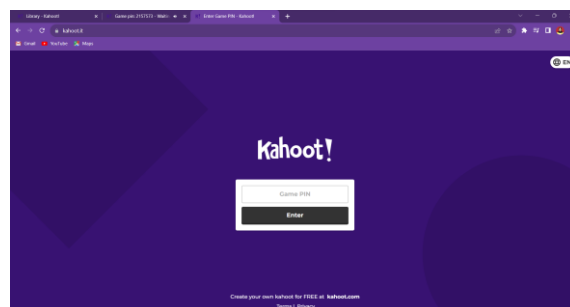 Library - Kahoot!
Game pin: 2157573 - Multi
Enter Game PIN - Kahoot!
kahoot.it
Gmail YouTube Maps
EN
Kahoot!
Game PIN
Enter
Create your own kahoot for FREE at kahoot.com
Terms | Privacy